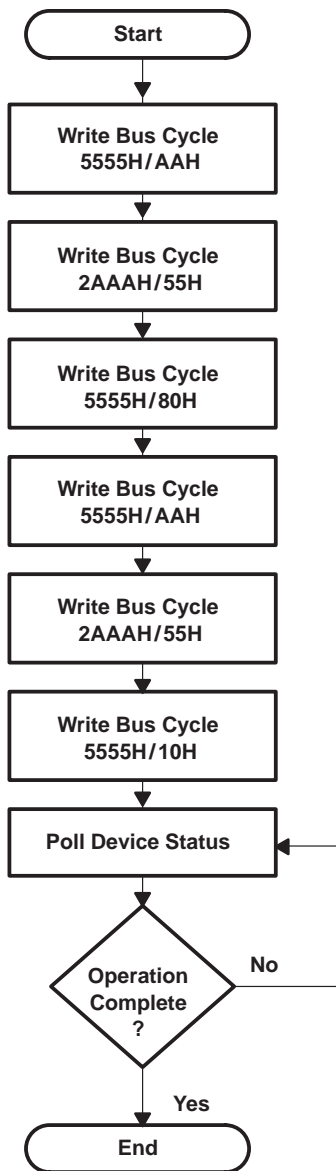 Start
Write Bus Cycle
5555H/AAH
Write Bus Cycle
2AAAH/55H
Write Bus Cycle
5555H/80H
Write Bus Cycle
5555H/AAH
Write Bus Cycle
2AAAH/55H
Write Bus Cycle
5555H/10H
Poll Device Status
Operation
Complete
?
No
Yes
End